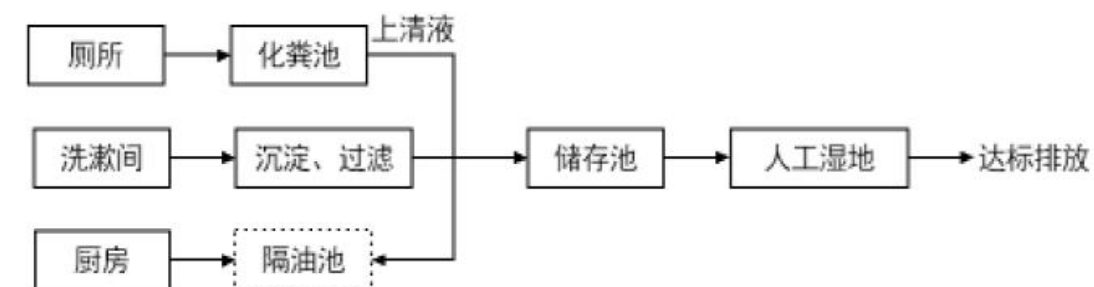 厕所
化粪池
上清液
洗漱间
沉淀、过滤
储存池
人工湿地
达标排放
厨房
隔油池